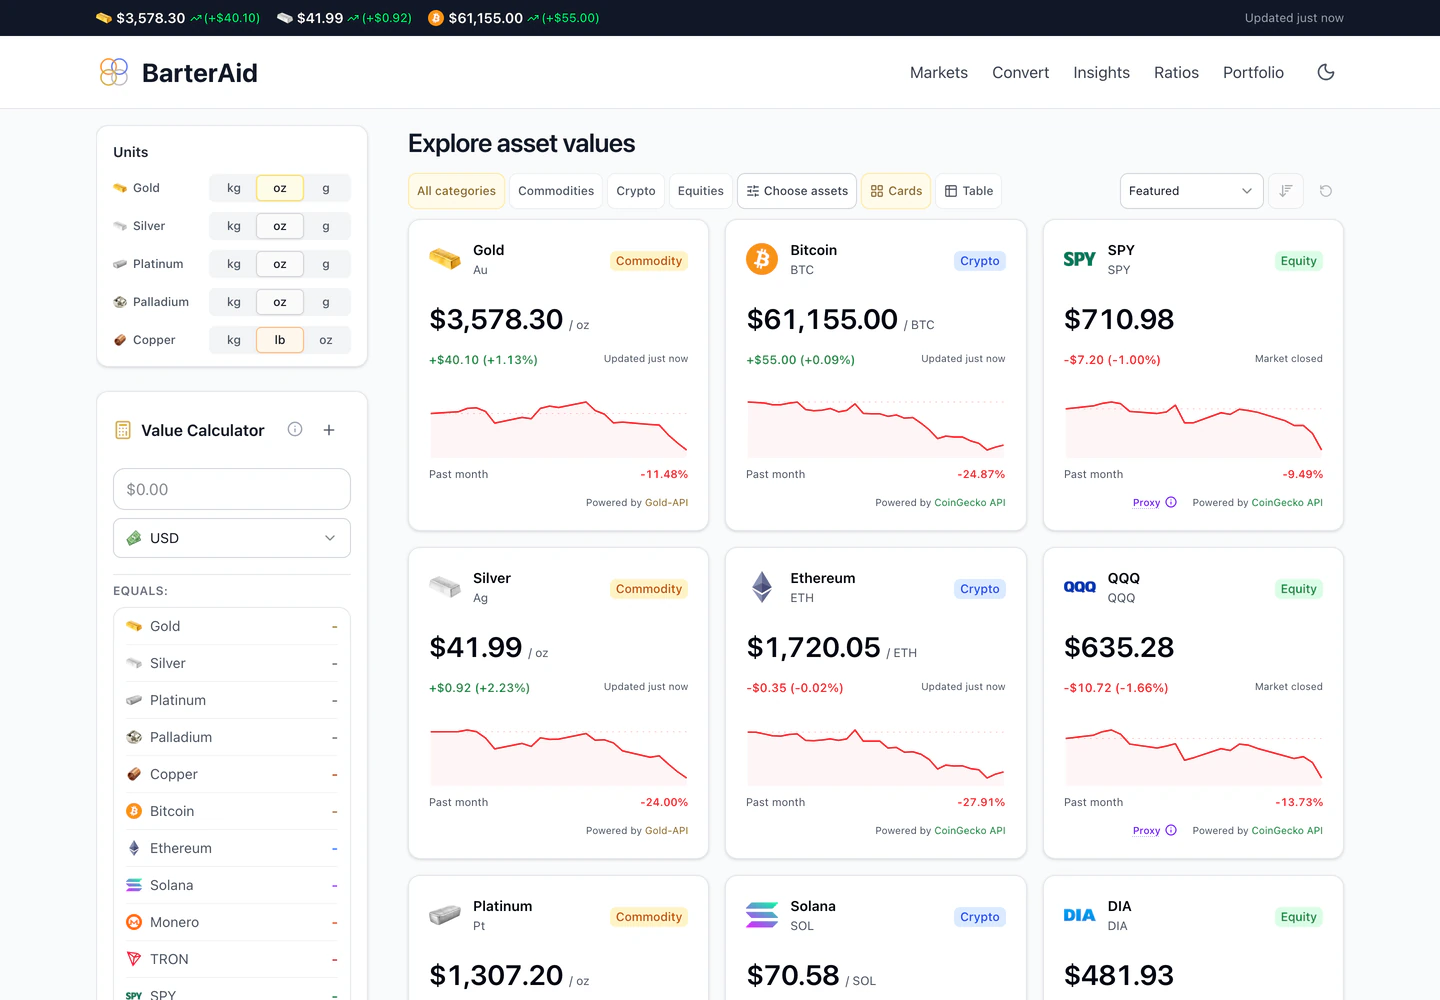 $3,578.30 (+$40.10) $41.99 (+$0.92) $61,155.00 (+$55.00) Updated just now
BarterAid
Markets Convert Insights Ratios Portfolio
Units
Gold kg oz g
Silver kg oz g
Platinum kg oz g
Palladium kg oz g
Copper kg lb oz
Value Calculator
$0.00
USD
EQUALS:
Gold -
Silver -
Platinum -
Palladium -
Copper -
Bitcoin -
Ethereum -
Solana -
Monero -
TRON -
SPY SPY -
Explore asset values
All categories Commodities Crypto Equities Choose assets Cards Table Featured
Gold
Au
Commodity
$3,578.30 / oz
+$40.10 (+1.13%) Updated just now
Past month -11.48%
Powered by Gold-API
Bitcoin
BTC
Crypto
$61,155.00 / BTC
+$55.00 (+0.09%) Updated just now
Past month -24.87%
Powered by CoinGecko API
SPY
SPY
SPY
Equity
$710.98
-$7.20 (-1.00%) Market closed
Past month -9.49%
Proxy Powered by CoinGecko API
Silver
Ag
Commodity
$41.99 / oz
+$0.92 (+2.23%) Updated just now
Past month -24.00%
Powered by Gold-API
Ethereum
ETH
Crypto
$1,720.05 / ETH
-$0.35 (-0.02%) Updated just now
Past month -27.91%
Powered by CoinGecko API
QQQ
QQQ
QQQ
Equity
$635.28
-$10.72 (-1.66%) Market closed
Past month -13.73%
Proxy Powered by CoinGecko API
Platinum
Pt
Commodity
$1,307.20 / oz
Solana
SOL
Crypto
$70.58 / SOL
DIA
DIA
DIA
Equity
$481.93